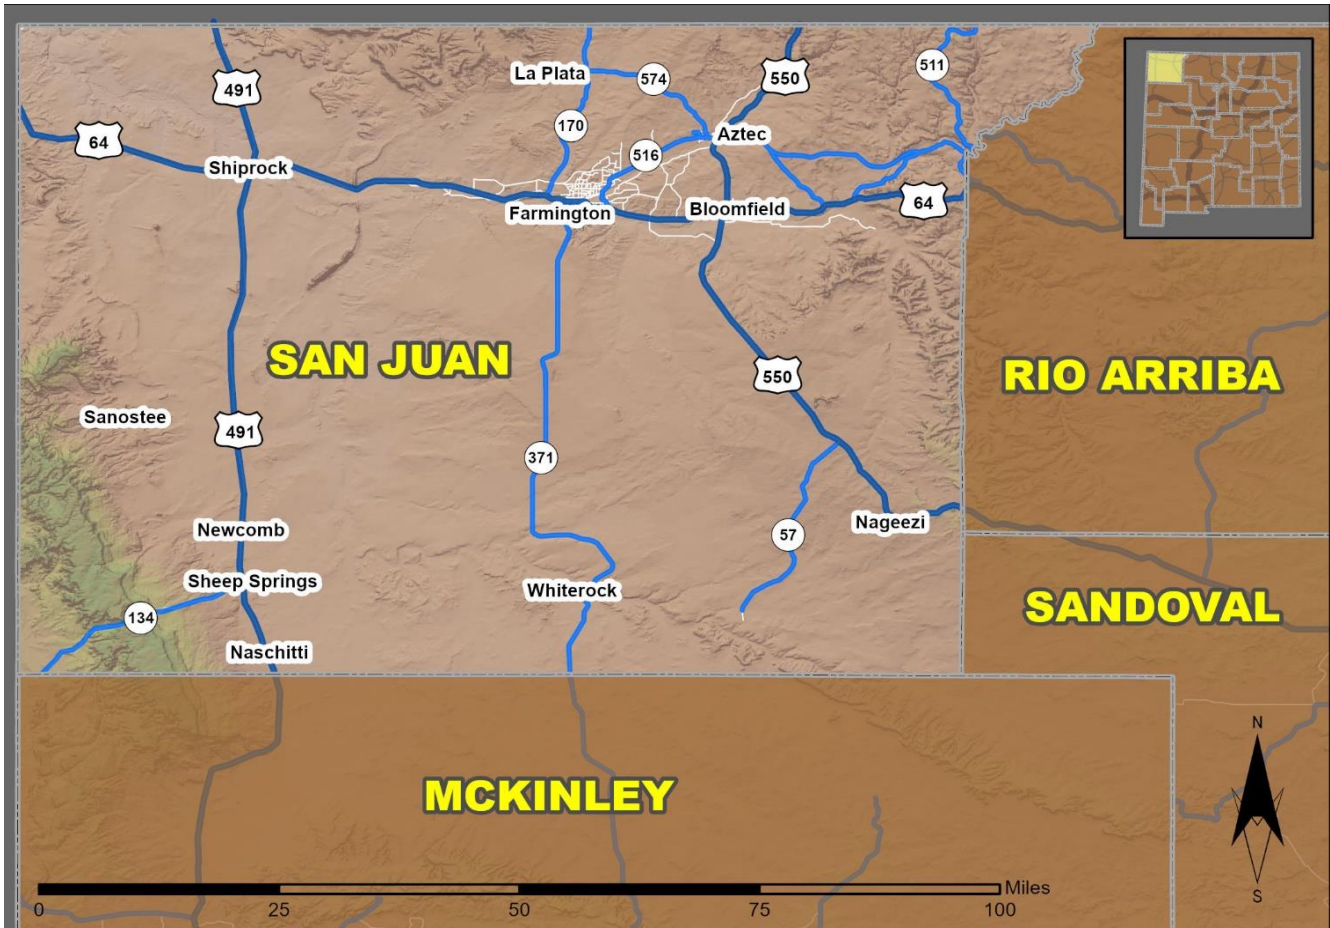 491
La Plata
574
550
511
64
170
Aztec
516
Shiprock
Farmington
Bloomfield
64
SAN JUAN
550
RIO ARRIBA
Sanostee
491
371
Newcomb
57
Nageezi
Sheep Springs
Whiterock
SANDOVAL
134
Naschitti
N
MCKINLEY
Miles
0 25 50 75 100
S